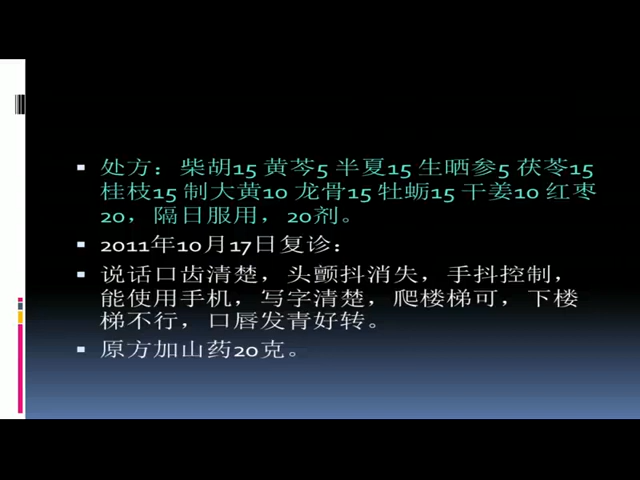 处方：柴胡15 黄芩5 半夏15 生晒参5 茯苓15
桂枝15 制大黄10 龙骨15 牡蛎15 干姜10 红枣
20，隔日服用，20剂。
2011年10月17日复诊：
说话口齿清楚，头颤抖消失，手抖控制，
能使用手机，写字清楚，爬楼梯可，下楼
梯不行，口唇发青好转。
原方加山药20克。